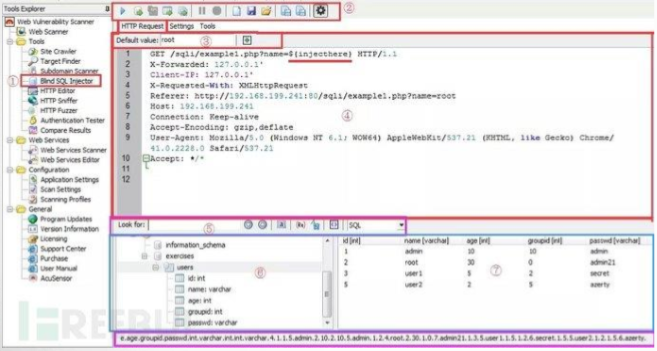 Tools Explorer
②
Web Vulnerability Scanner
Web Scanner
Tools
Site Crawler
Target Finder
Subdomain Scanner
① Blind SQL Injector
HTTP Editor
HTTP Sniffer
HTTP Fuzzer
Authentication Tester
Compare Results
Web Services
Web Services Scanner
Web Services Editor
Configuration
Application Settings
Scan Settings
Scanning Profiles
General
Program Updates
Version Information
Licensing
Support Center
Purchase
User Manual
AcuSensor
HTTP Request Settings Tools
Default value: root ③
1 GET /sqli/example1.php?name=${injecthere} HTTP/1.1
2 X-Forwarded: 127.0.0.1'
3 Client-IP: 127.0.0.1'
4 X-Requested-With: XMLHttpRequest
5 Referer: http://192.168.199.241:80/sqli/example1.php?name=root
6 Host: 192.168.199.241
7 Connection: Keep-alive
④
8 Accept-Encoding: gzip,deflate
9 User-Agent: Mozilla/5.0 (Windows NT 6.1; WOW64) AppleWebKit/537.21 (KHTML, like Gecko) Chrome/
41.0.2228.0 Safari/537.21
10 Accept: */*
11
12
Look for: ⑤ SQL
information_schema
exercises
users
id: int
name: varchar
age: int
groupid: int
passwd: varchar
⑥
id [int] name [varchar] age [int] groupid [int] passwd [varchar]
1 admin 10 10 admin
2 root 30 0 admin21
3 user1 5 2 secret
5 user2 2 5 azerty
⑦
e.age.groupid.passwd.int.varchar.int.int.varchar.4.1.1.5.admin.2.10.2.10.5.admin.1.2.4.root.2.30.1.0.7.admin21.1.3.5.user1.1.5.1.2.6.secret.1.5.5.user2.1.2.1.5.6.azerty.